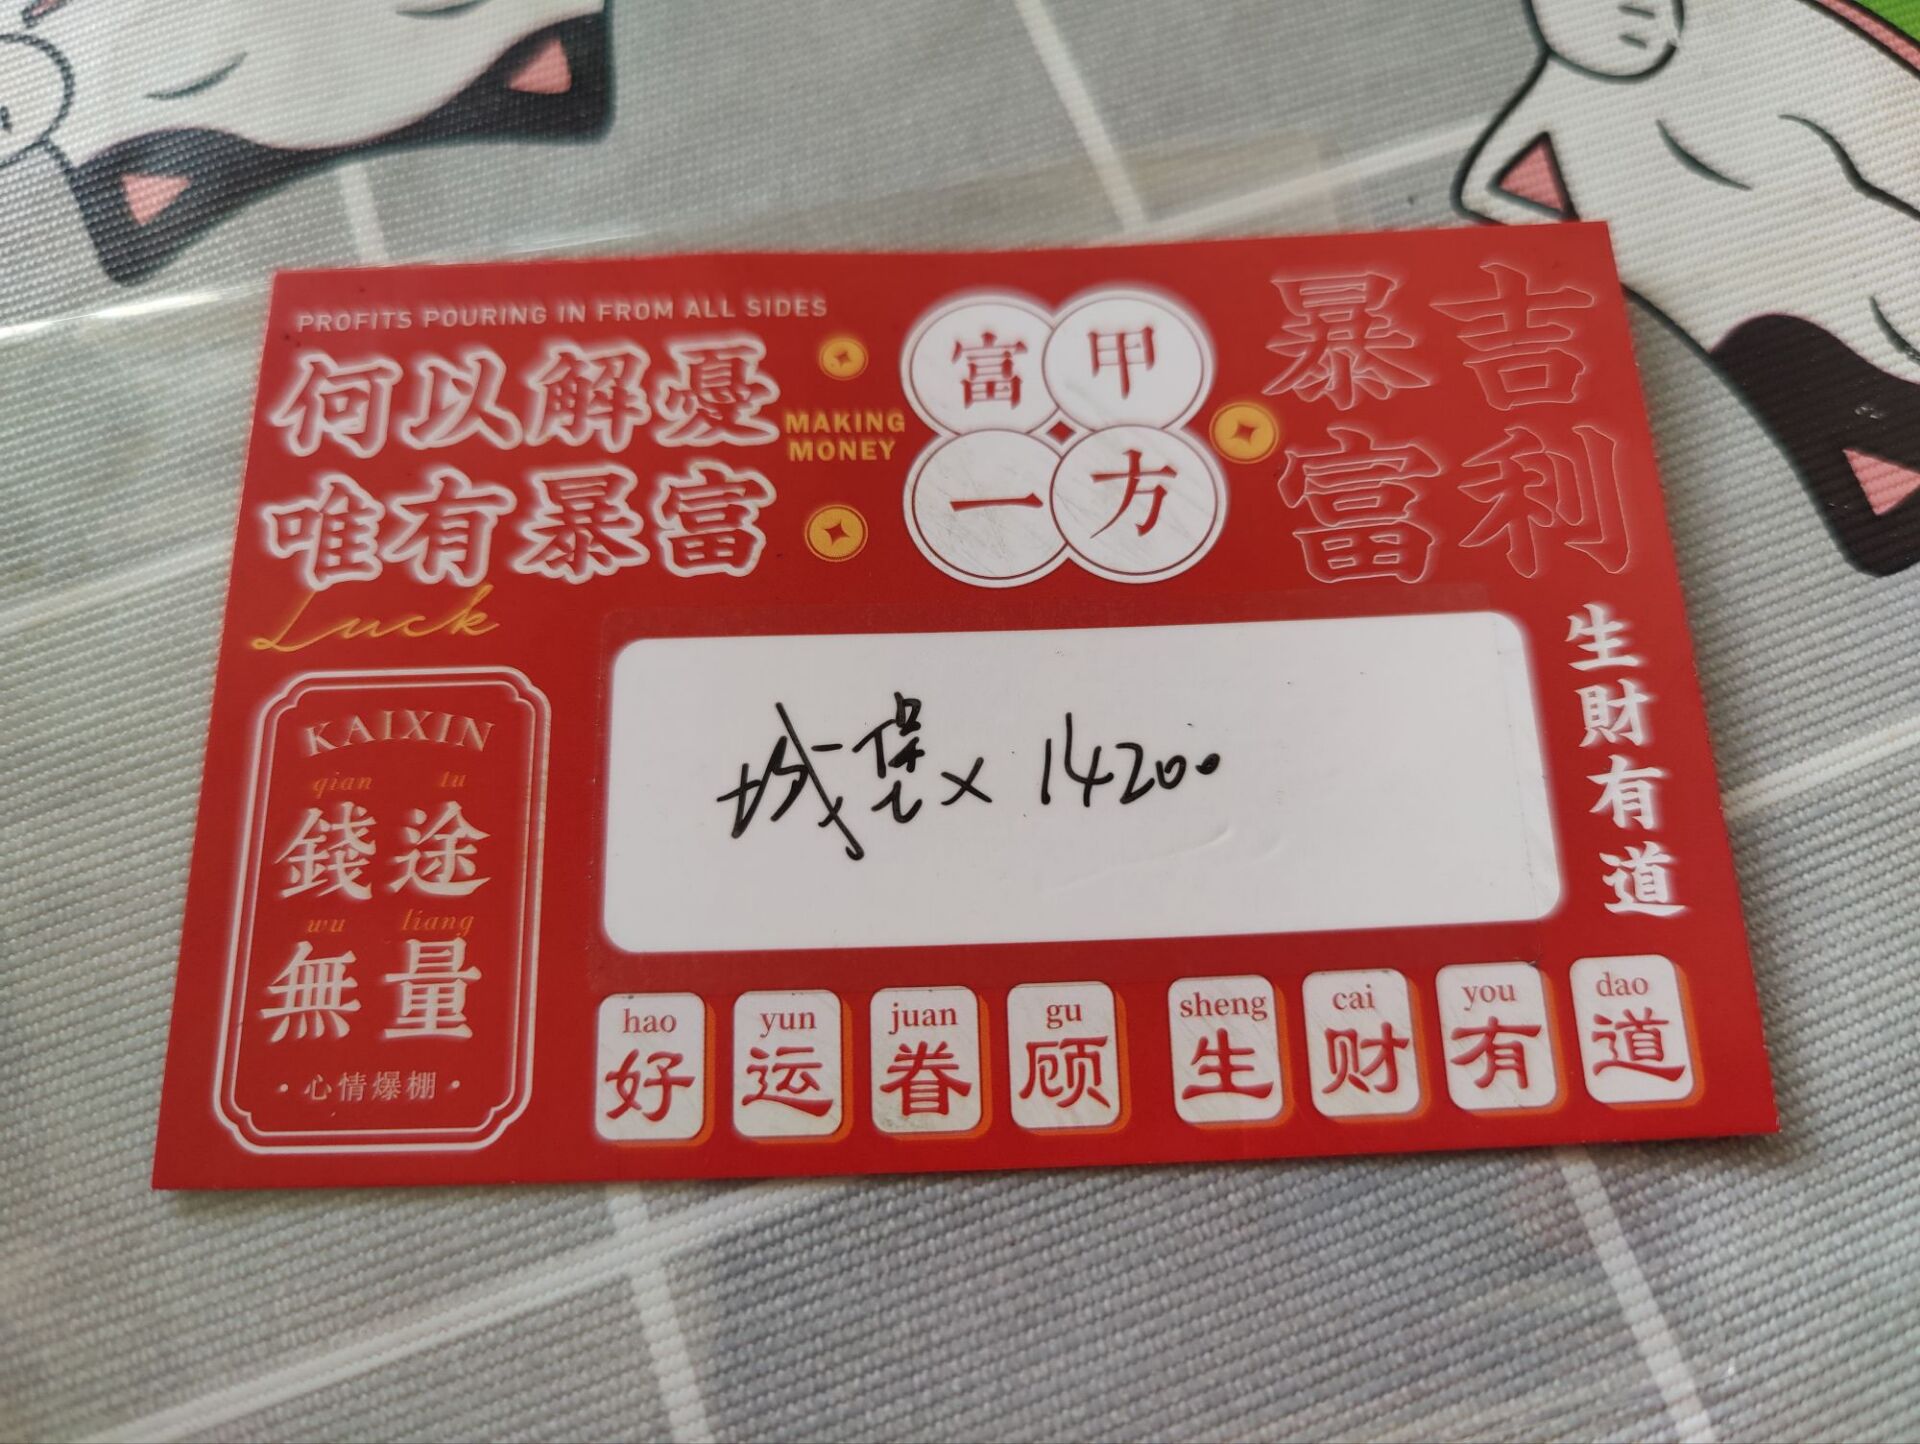 PROFITS POURING IN FROM ALL SIDES
何以解憂
唯有暴富
Luck
MAKING
MONEY
富甲
一方
暴吉
富利
生財有道
KAIXIN
qian tu
錢途
wu liang
無量
·心情爆棚·
城堡x 14200
hao yun juan gu sheng cai you dao
好运眷顾 生财有道